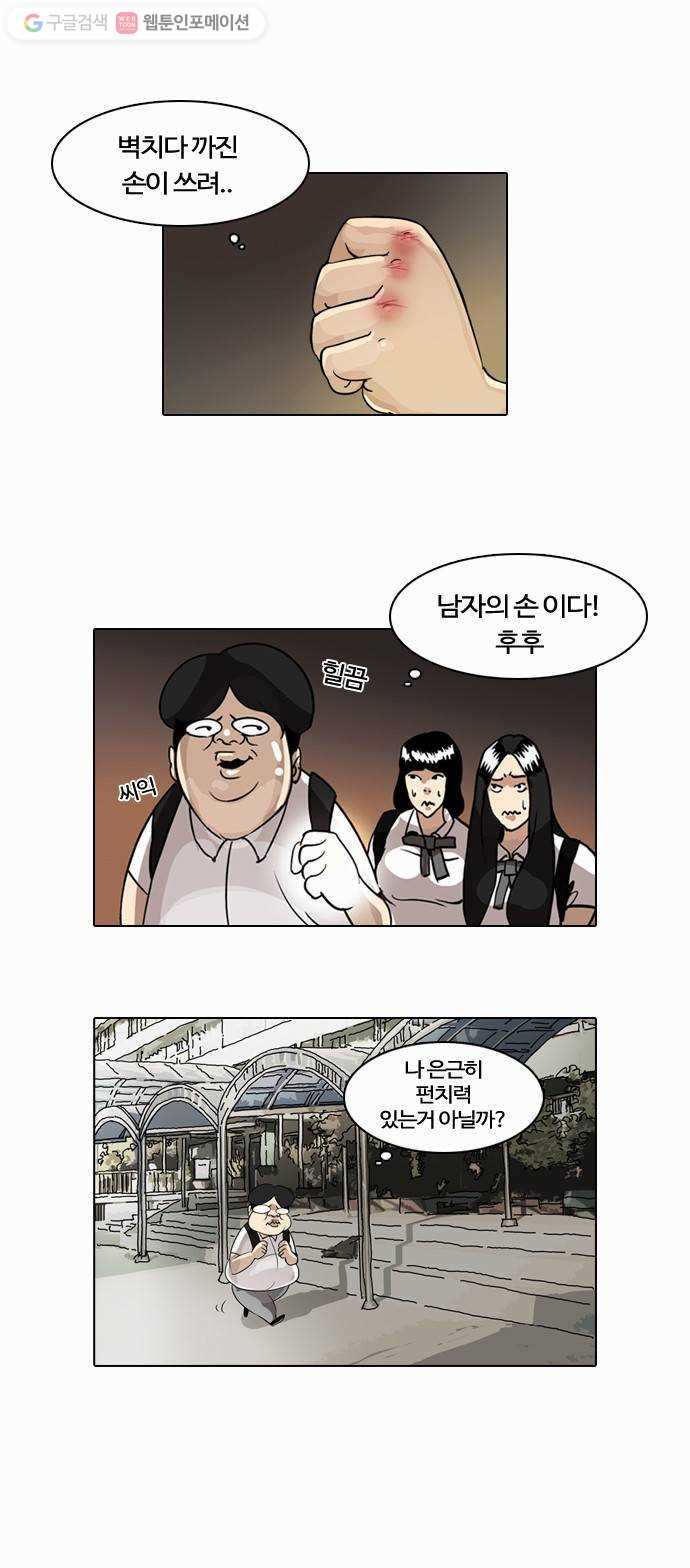 구글검색 WEB TOON 웹툰인포메이션
벽치다 까진
손이 쓰려..
남자의 손 이다!
후후
힐끔
씨익
나 은근히
펀치력
있는거 아닐까?